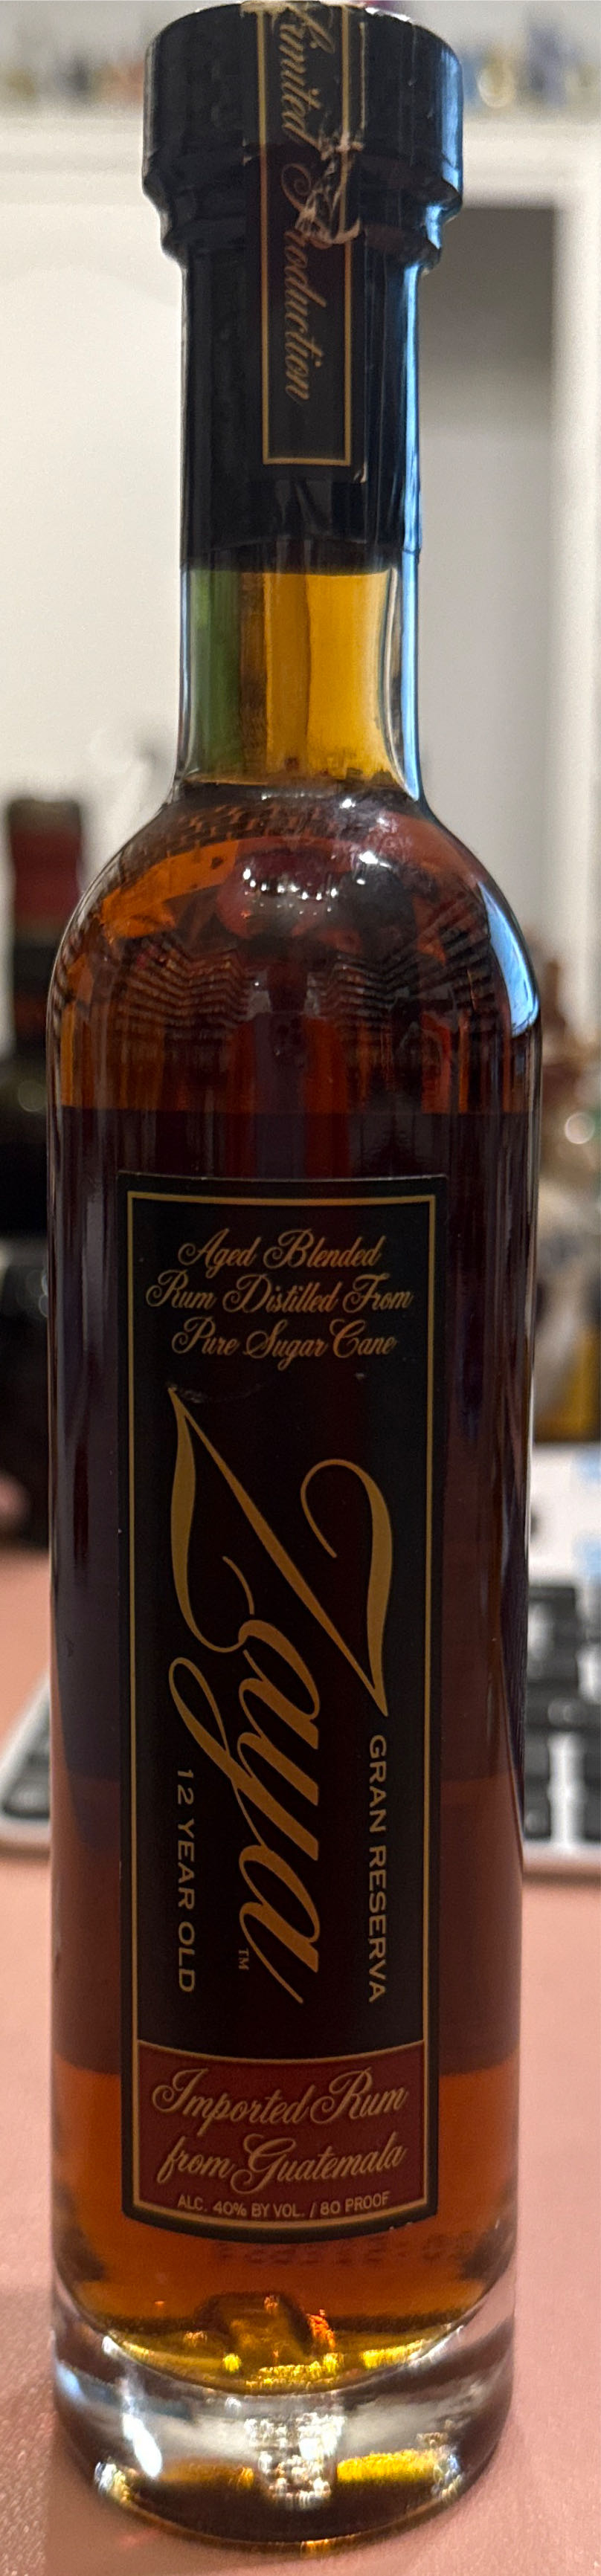 Limited Production
Aged Blended
Rum Distilled From
Pure Sugar Cane
Zaya
TM
GRAN RESERVA
12 YEAR OLD
Imported Rum
from Guatemala
ALC. 40% BY VOL. / 80 PROOF